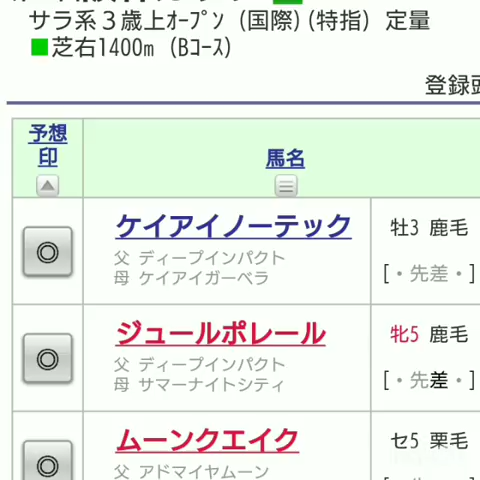 サラ系３歳上ｵｰﾌﾟﾝ (国際)(特指) 定量
芝右1400m (Bｺｰｽ)
登録頭
予想
印
馬名
◎
ケイアイノーテック
父 ディープインパクト
母 ケイアイガーベラ
牡3 鹿毛
[・先差・]
◎
ジュールポレール
父 ディープインパクト
母 サマーナイトシティ
牝5 鹿毛
[・先差・]
◎
ムーンクエイク
父 アドマイヤムーン
セ5 栗毛